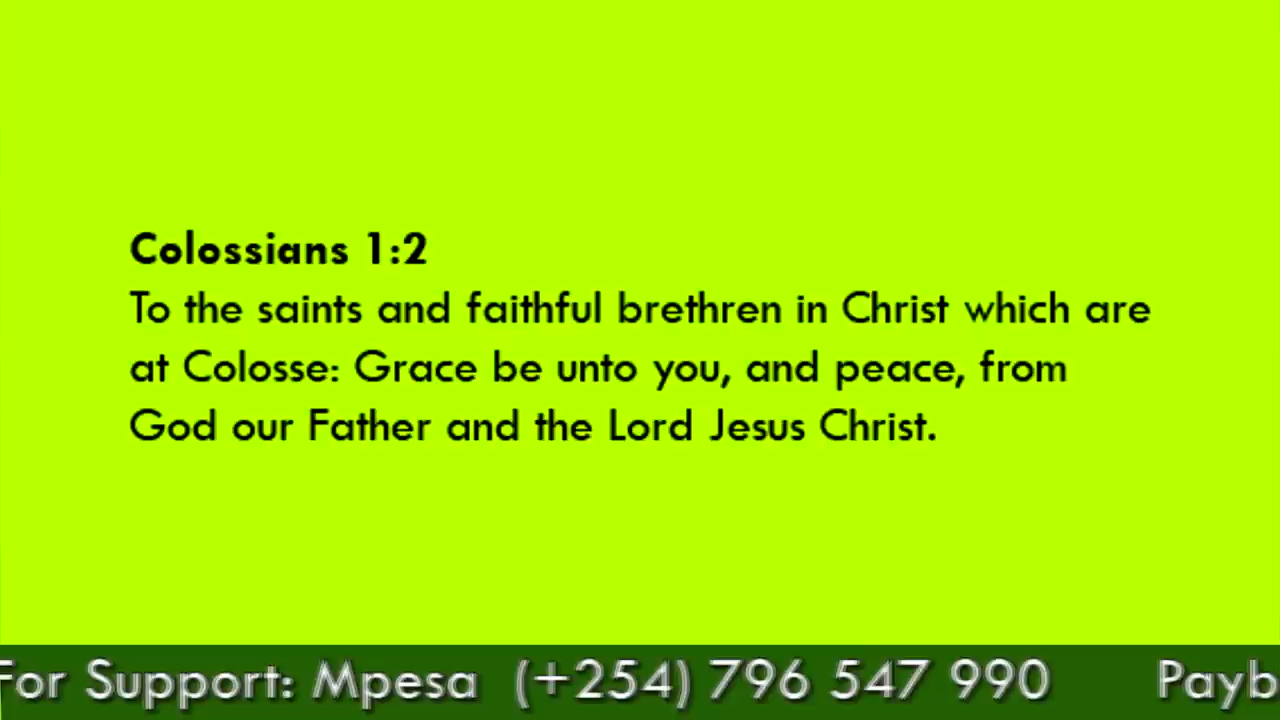 Colossians 1:2
To the saints and faithful brethren in Christ which are
at Colosse: Grace be unto you, and peace, from
God our Father and the Lord Jesus Christ.
For Support: Mpesa (+254) 796 547 990